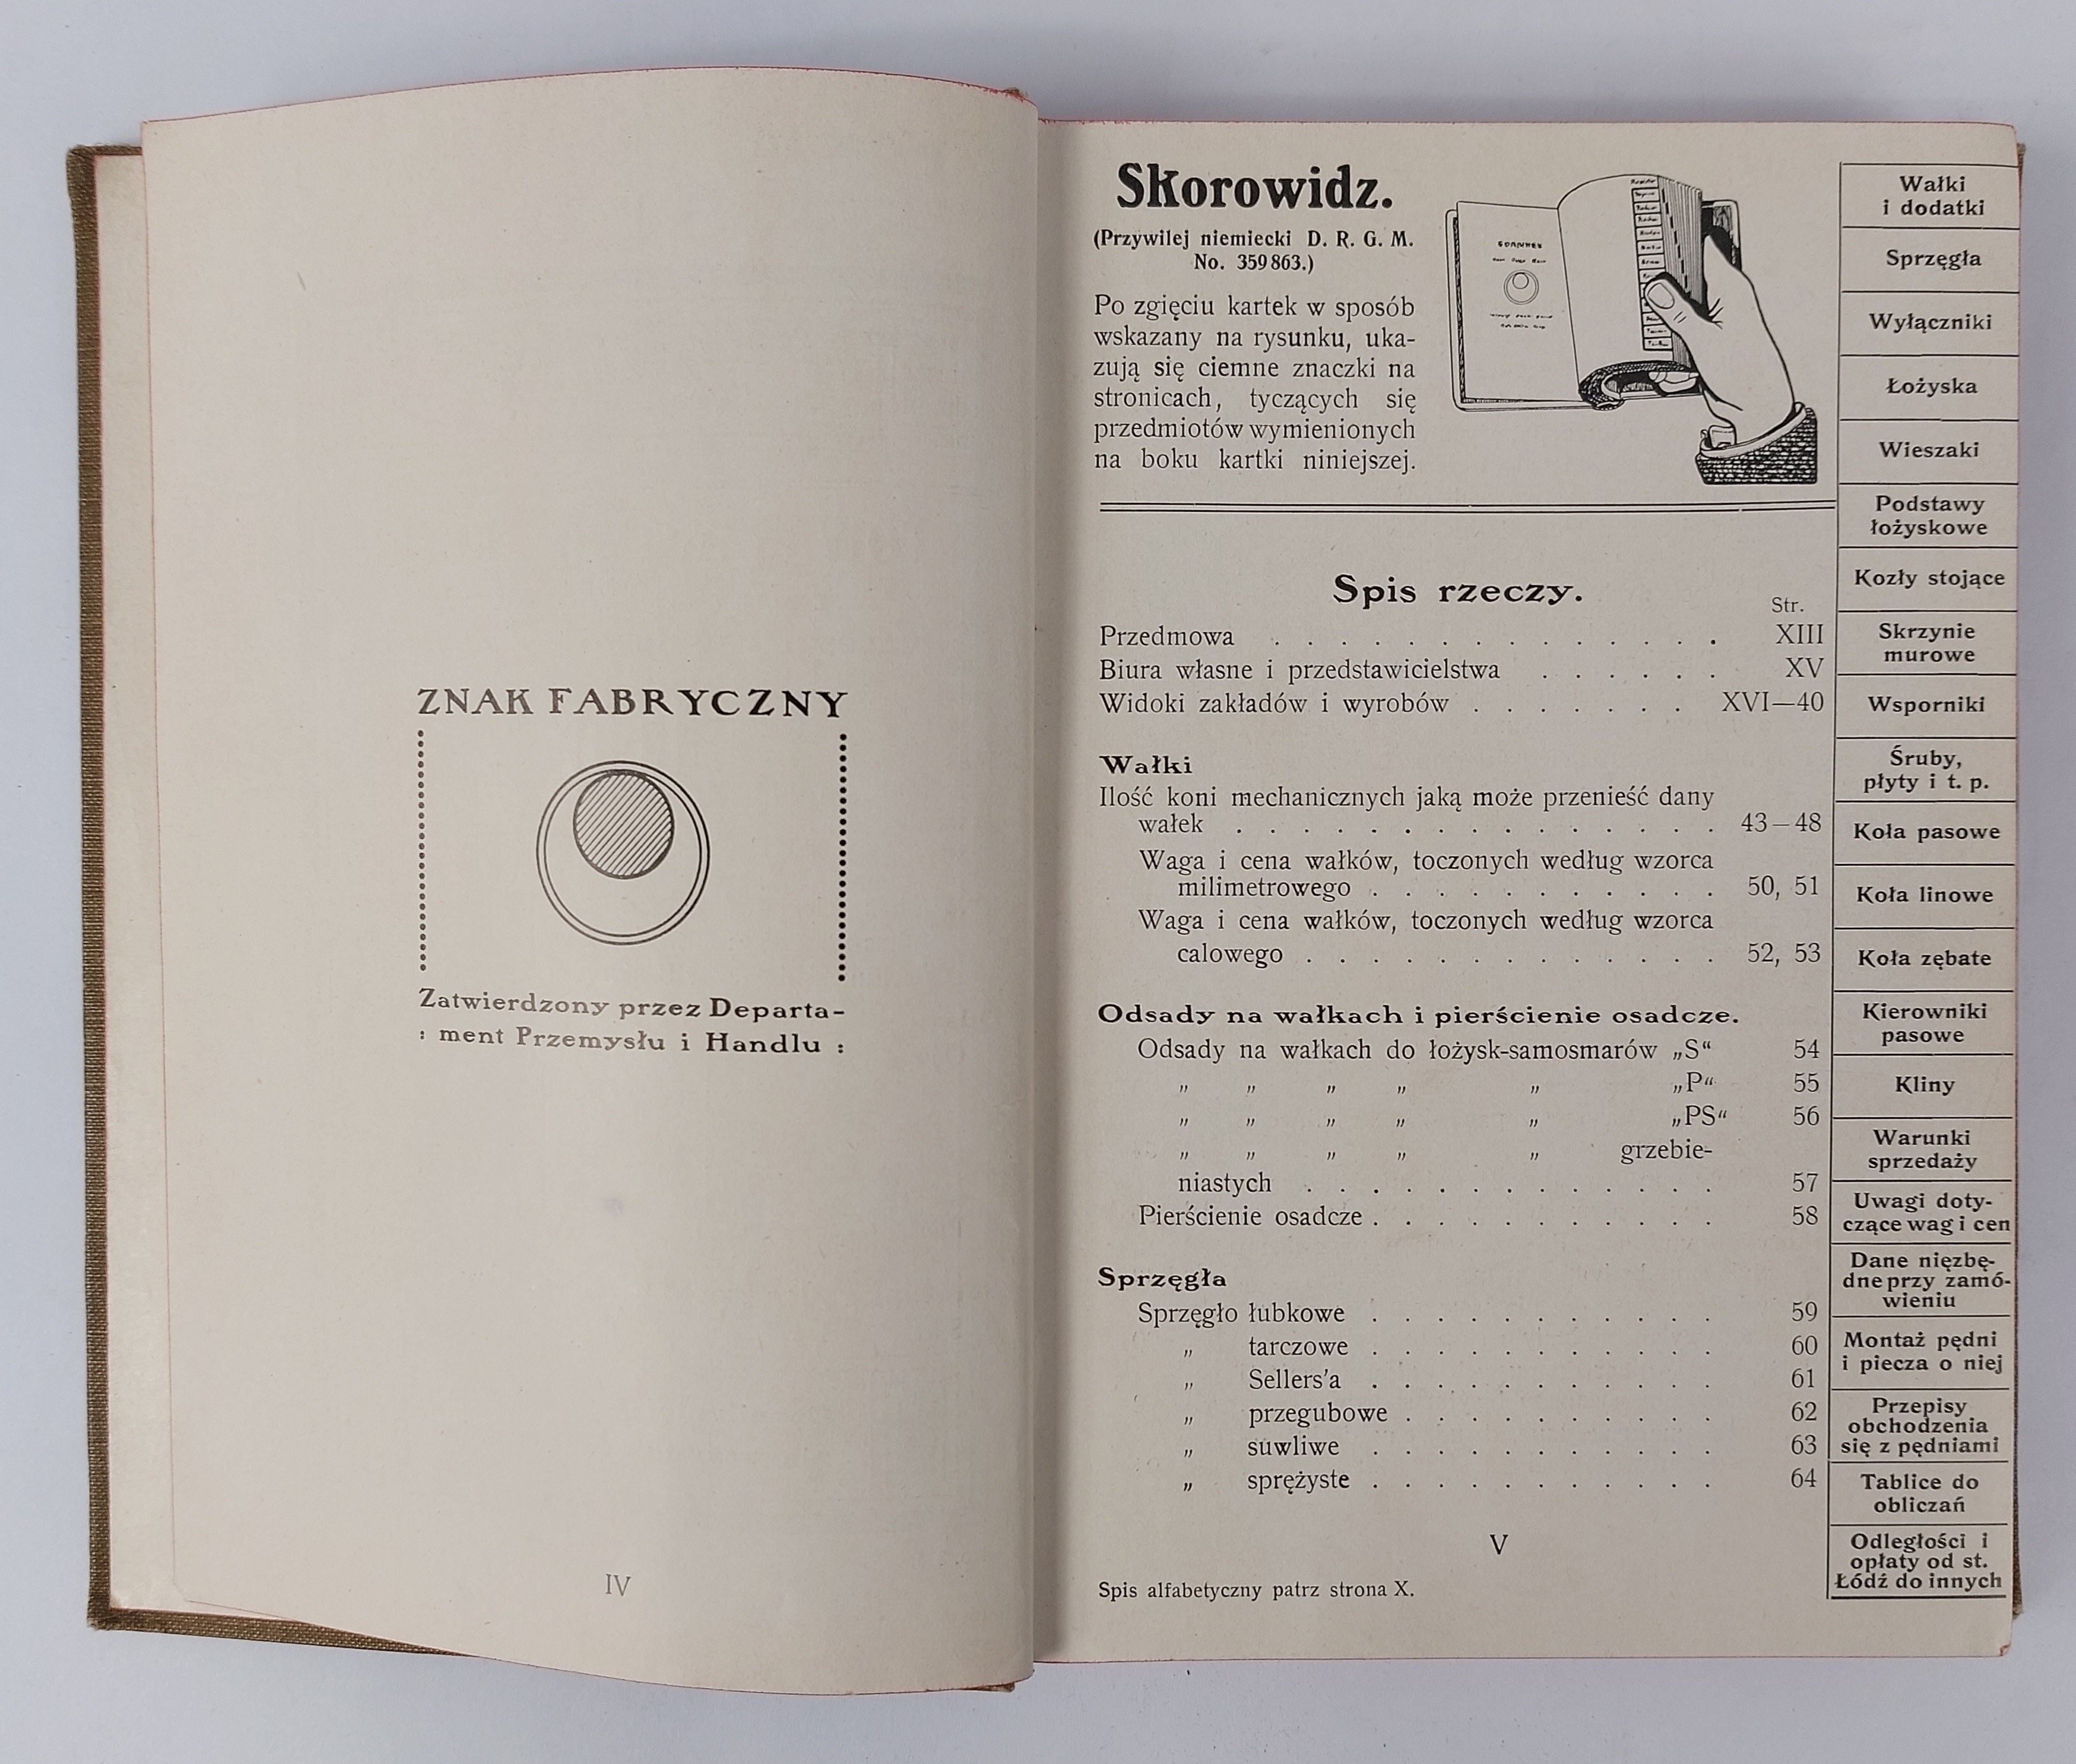 ZNAK FABRYCZNY
Zatwierdzony przez Departa-
: ment Przemysłu i Handlu :
IV
Skorowidz.
(Przywilej niemiecki D. R. G. M.
No. 359863.)
Po zgięciu kartek w sposób
wskazany na rysunku, uka-
zują się ciemne znaczki na
stronicach, tyczących się
przedmiotów wymienionych
na boku kartki niniejszej.
Spis rzeczy.
Str.
Przedmowa . . . . . . . . . . . . . . XIII
Biura własne i przedstawicielstwa . . . . . . XV
Widoki zakładów i wyrobów . . . . . . . XVI—40
Wałki
Ilość koni mechanicznych jaką może przenieść dany
wałek . . . . . . . . . . . . . . . 43—48
Waga i cena wałków, toczonych według wzorca
milimetrowego . . . . . . . . . . . 50, 51
Waga i cena wałków, toczonych według wzorca
calowego . . . . . . . . . . . . . 52, 53
Odsady na wałkach i pierścienie osadcze.
Odsady na wałkach do łożysk-samosmarów „S“ 54
„ „ „ „ „ „P“ 55
„ „ „ „ „ „PS“ 56
„ „ „ „ „ grzebie-
niastych . . . . . . . . . . . . . 57
Pierścienie osadcze . . . . . . . . . . . 58
Sprzęgła
Sprzęgło łubkowe . . . . . . . . . . . 59
„ tarczowe . . . . . . . . . . . 60
„ Sellers'a . . . . . . . . . . . 61
„ przegubowe . . . . . . . . . . 62
„ suwliwe . . . . . . . . . . . 63
„ sprężyste . . . . . . . . . . . 64
V
Spis alfabetyczny patrz strona X.
Wałki
i dodatki
Sprzęgła
Wyłączniki
Łożyska
Wieszaki
Podstawy
łożyskowe
Kozły stojące
Skrzynie
murowe
Wsporniki
Śruby,
płyty i t. p.
Koła pasowe
Koła linowe
Koła zębate
Kierowniki
pasowe
Kliny
Warunki
sprzedaży
Uwagi doty-
czące wag i cen
Dane nięzbę-
dne przy zamó-
wieniu
Montaż pędni
i piecza o niej
Przepisy
obchodzenia
się z pędniami
Tablice do
obliczań
Odległości i
opłaty od st.
Łódź do innych